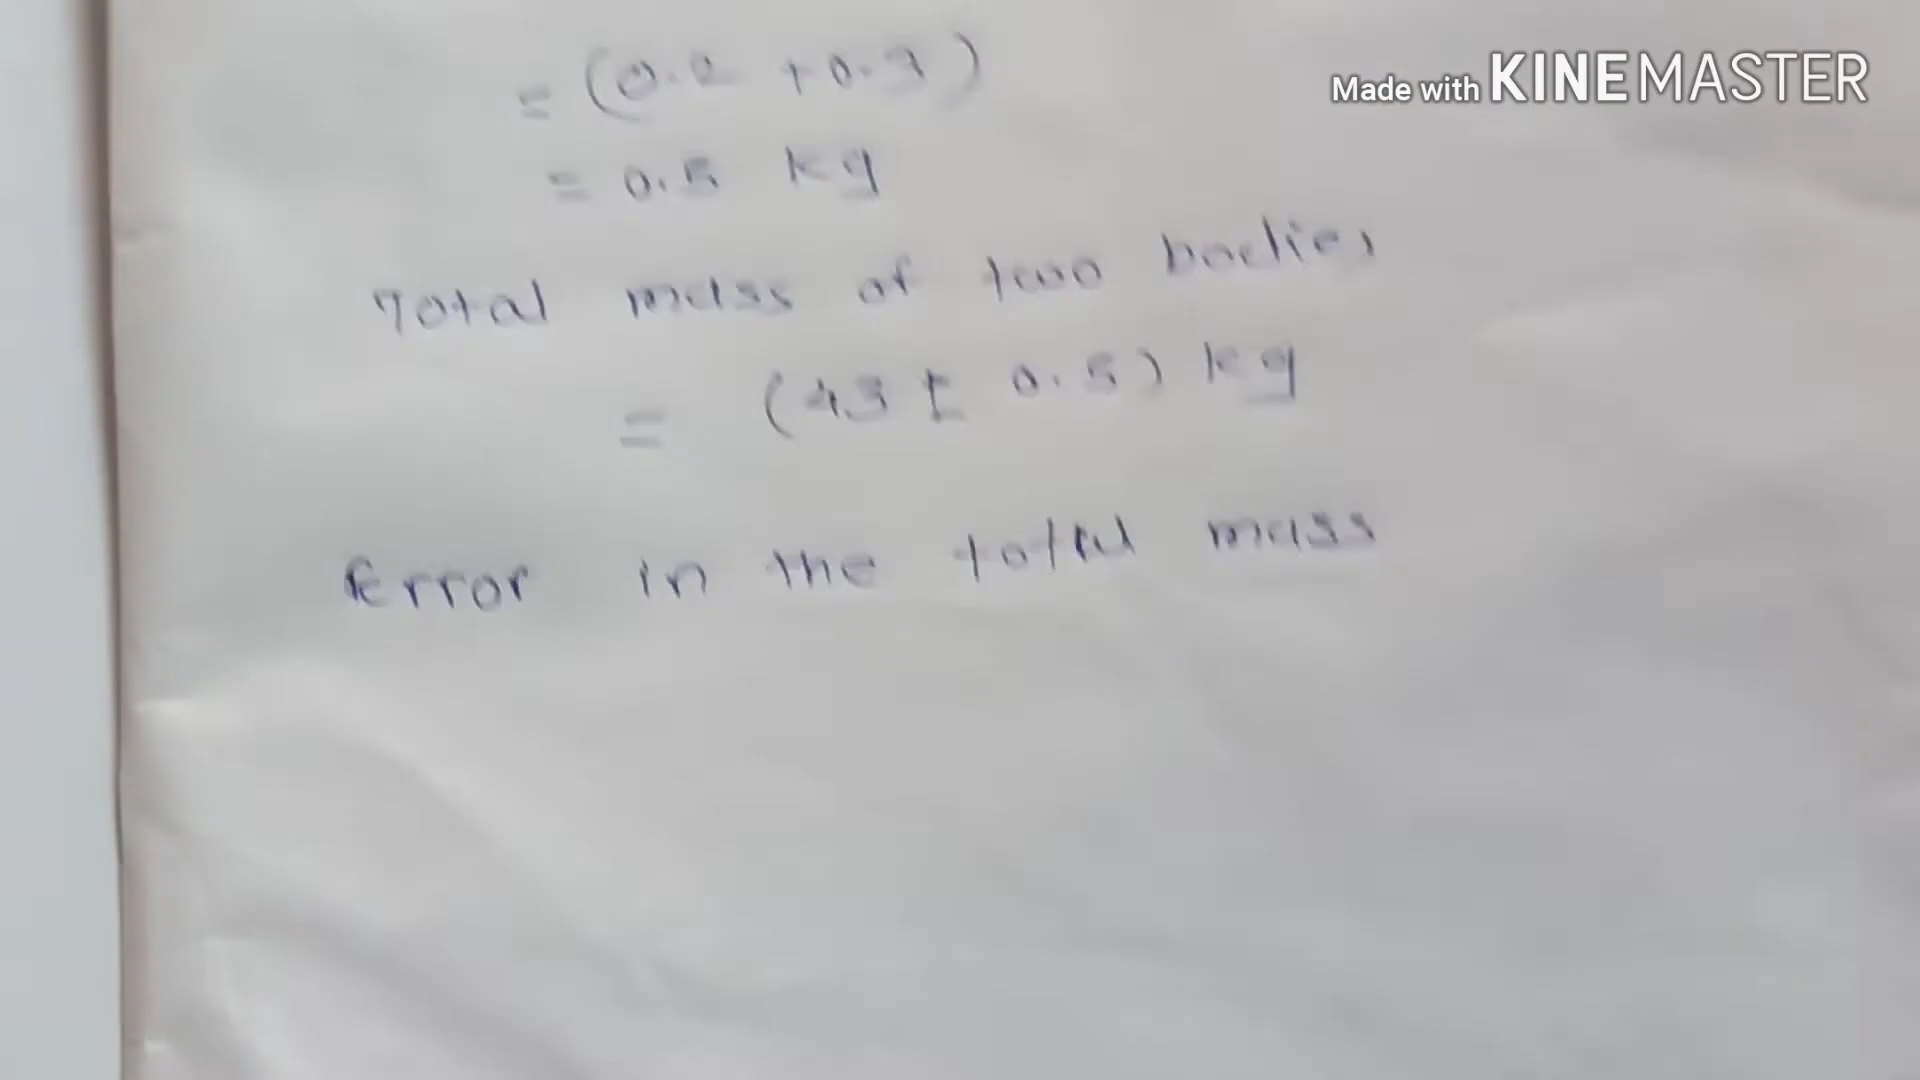 = (0.2 + 0.3)
Made with KINEMASTER
= 0.5 kg
Total mass of two bodies
= (43 ± 0.5) kg
Error in the total mass